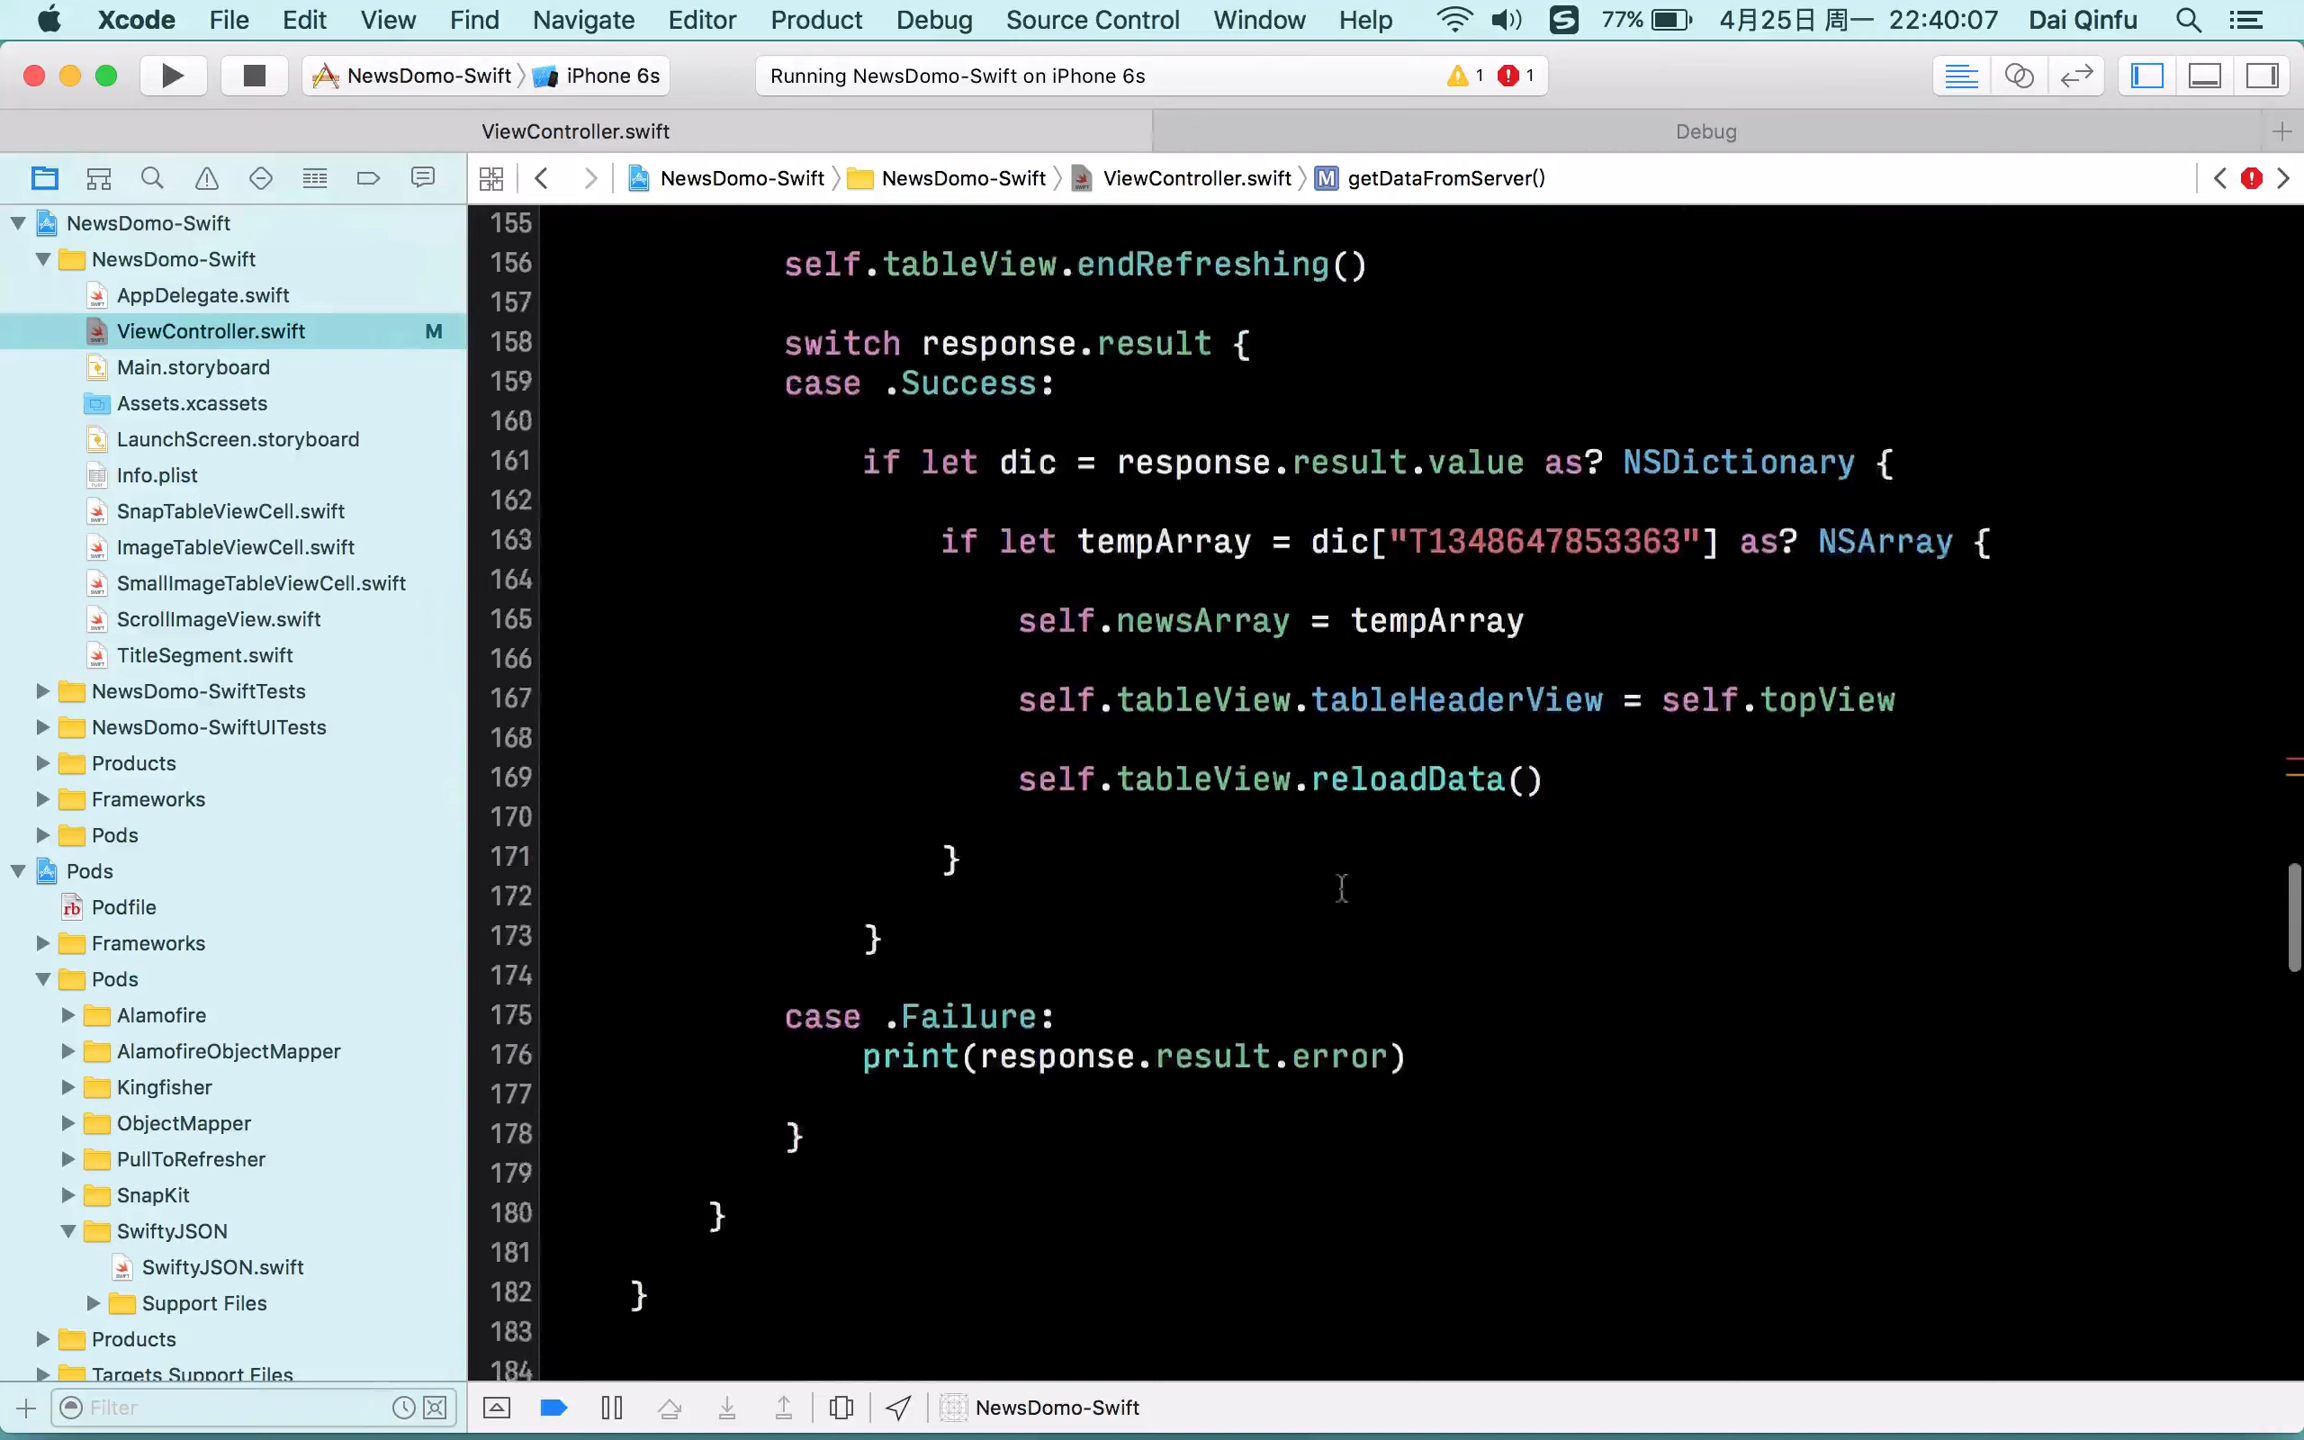 Xcode File Edit View Find Navigate Editor Product Debug Source Control Window Help 77% 4月25日 周一 22:40:07 Dai Qinfu
NewsDomo-Swift iPhone 6s Running NewsDomo-Swift on iPhone 6s 1 1
ViewController.swift Debug
NewsDomo-Swift NewsDomo-Swift ViewController.swift M getDataFromServer()
NewsDomo-Swift
NewsDomo-Swift
AppDelegate.swift
ViewController.swift M
Main.storyboard
Assets.xcassets
LaunchScreen.storyboard
Info.plist
SnapTableViewCell.swift
ImageTableViewCell.swift
SmallImageTableViewCell.swift
ScrollImageView.swift
TitleSegment.swift
NewsDomo-SwiftTests
NewsDomo-SwiftUITests
Products
Frameworks
Pods
Pods
Podfile
Frameworks
Pods
Alamofire
AlamofireObjectMapper
Kingfisher
ObjectMapper
PullToRefresher
SnapKit
SwiftyJSON
SwiftyJSON.swift
Support Files
Products
Targets Support Files
Filter
155
156 self.tableView.endRefreshing()
157
158 switch response.result {
159 case .Success:
160
161 if let dic = response.result.value as? NSDictionary {
162
163 if let tempArray = dic["T1348647853363"] as? NSArray {
164
165 self.newsArray = tempArray
166
167 self.tableView.tableHeaderView = self.topView
168
169 self.tableView.reloadData()
170
171 }
172
173 }
174
175 case .Failure:
176 print(response.result.error)
177
178 }
179
180 }
181
182 }
183
184
NewsDomo-Swift